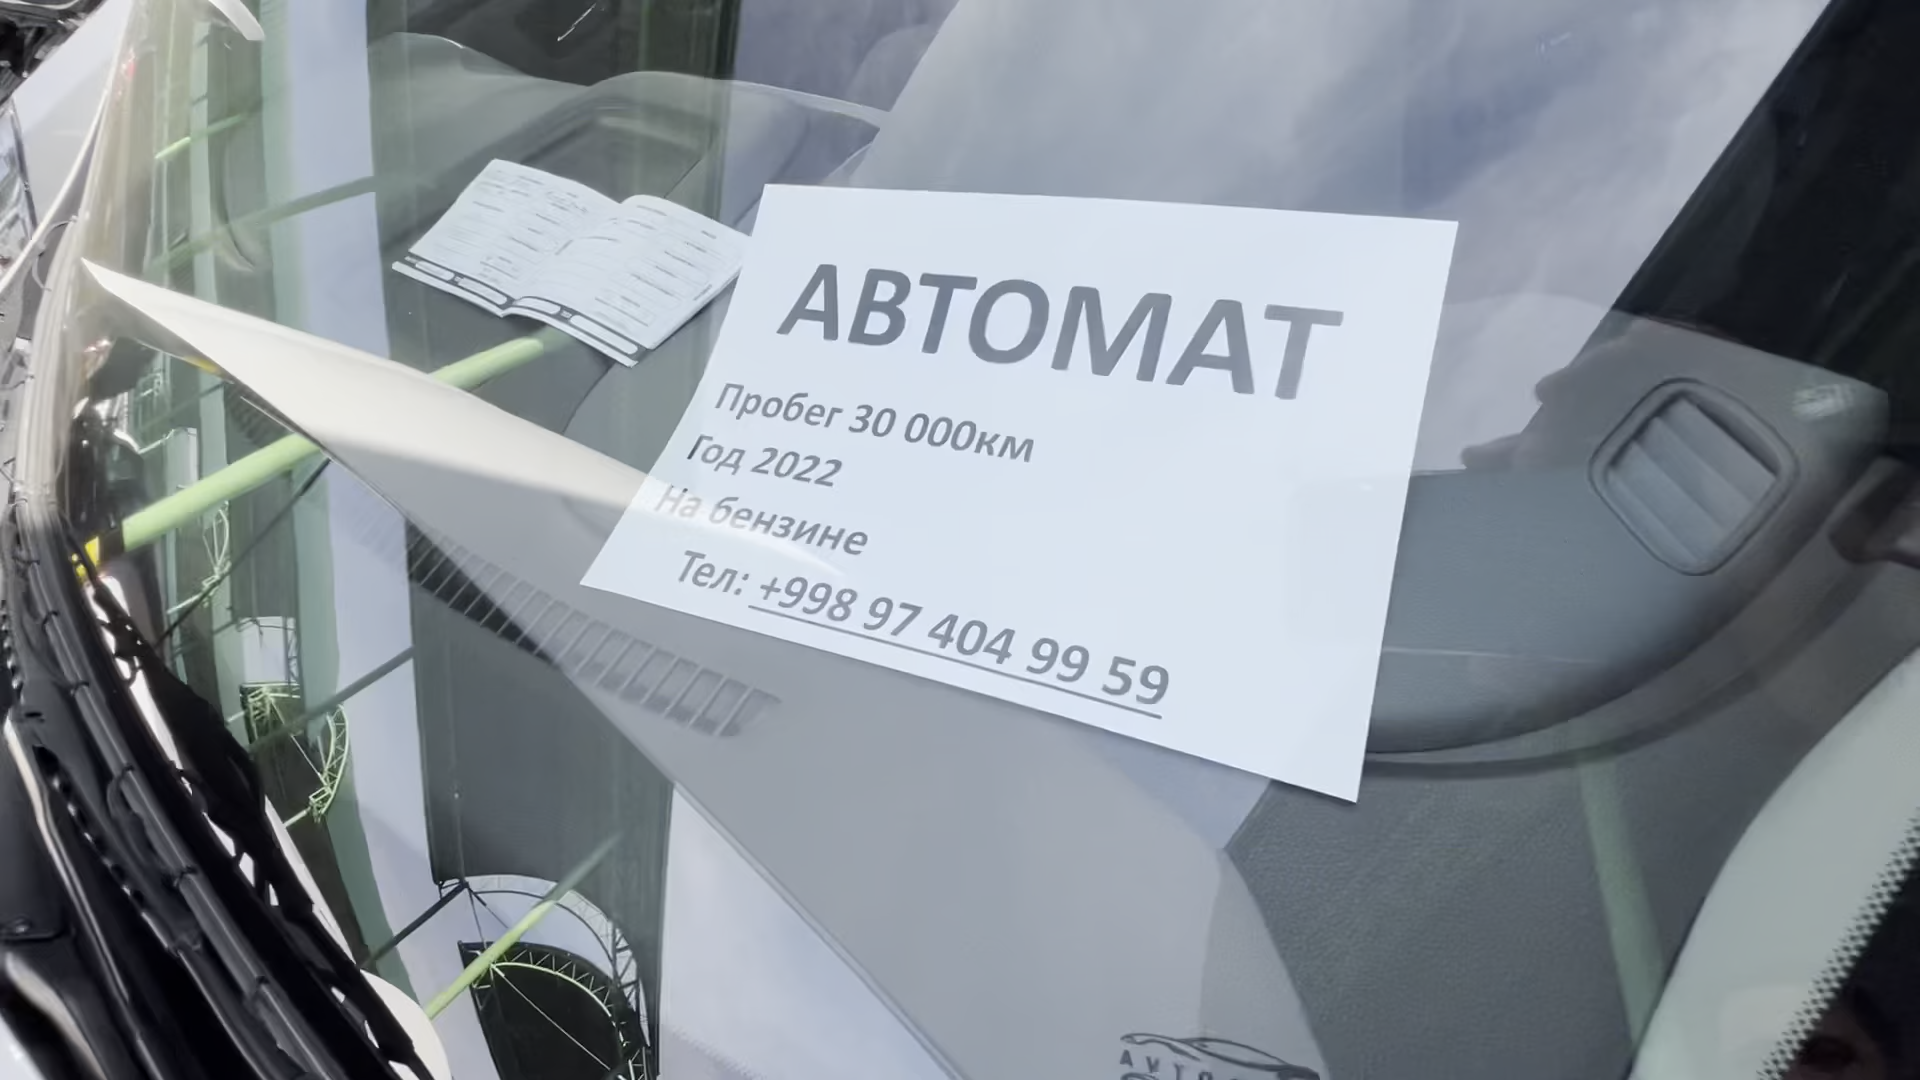 АВТОМАТ
Пробег 30 000км
Год 2022
На бензине
Тел: +998 97 404 99 59